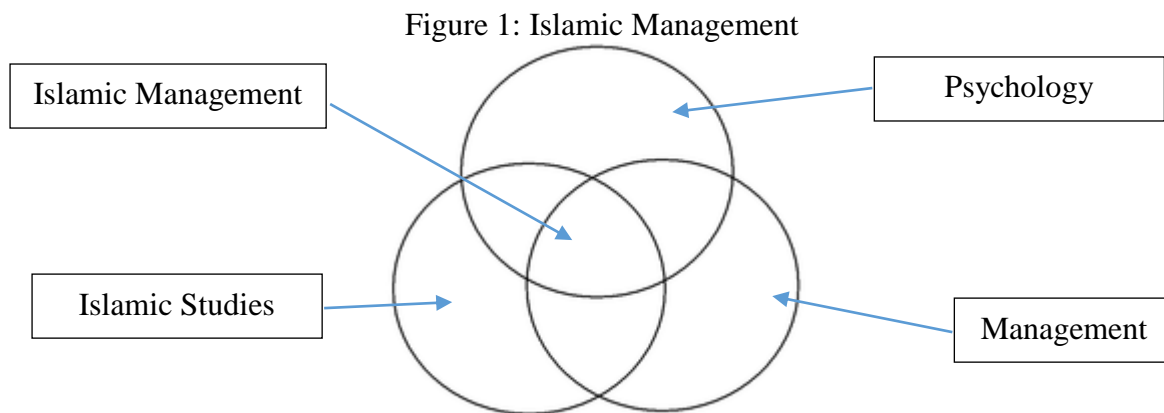 Figure 1: Islamic Management
Islamic Management
Psychology
Islamic Studies
Management